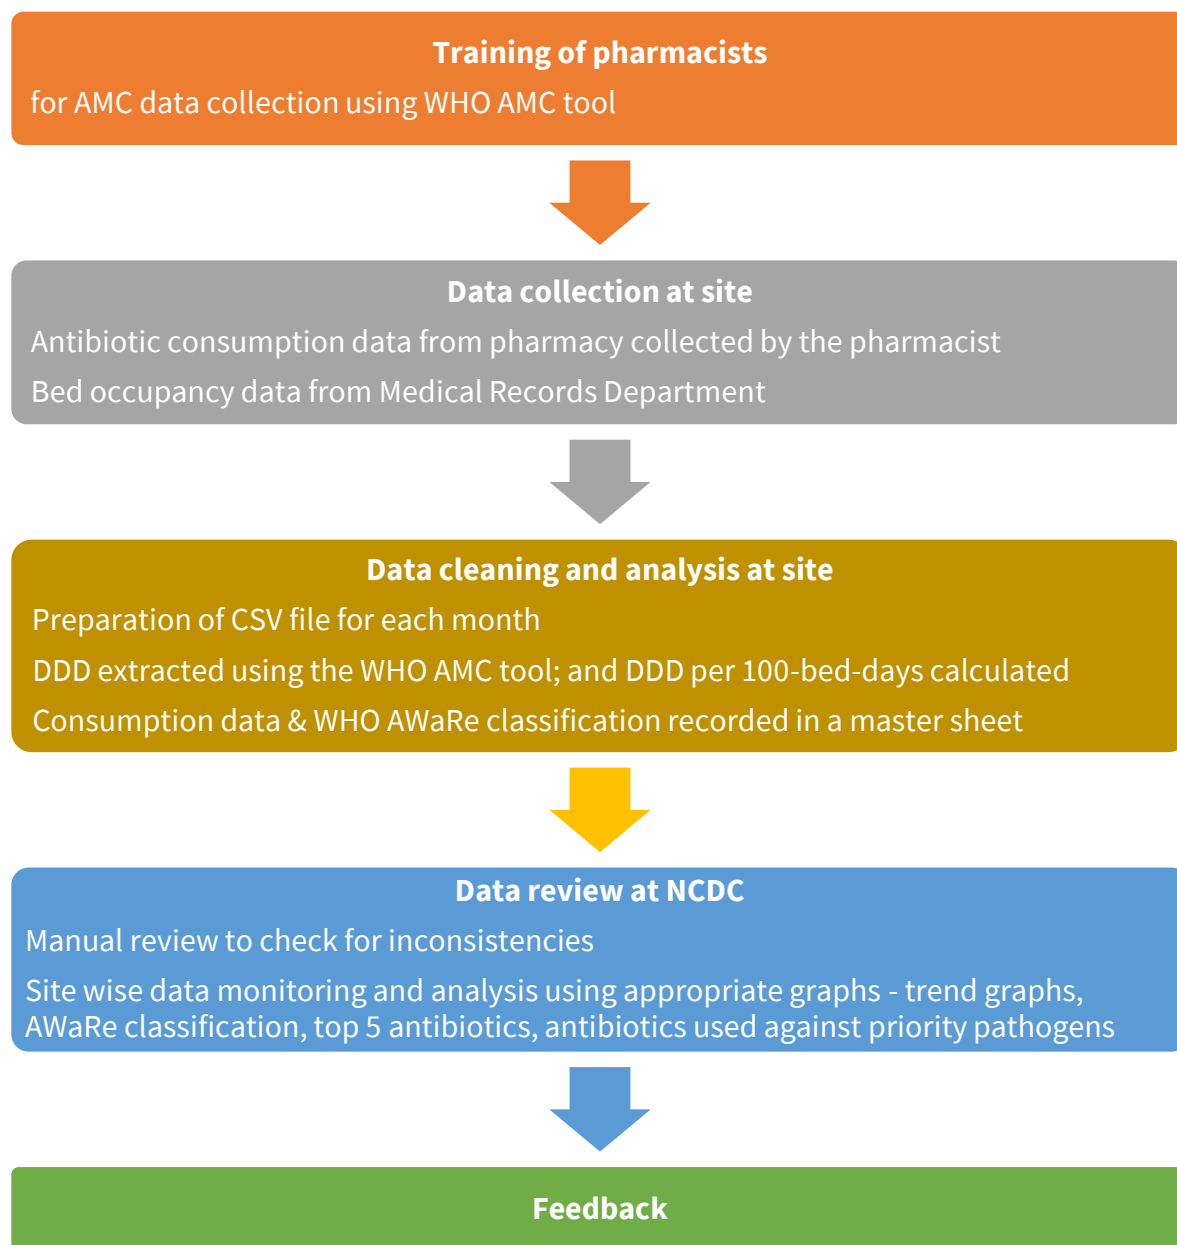 Training of pharmacists
for AMC data collection using WHO AMC tool
Data collection at site
Antibiotic consumption data from pharmacy collected by the pharmacist
Bed occupancy data from Medical Records Department
Data cleaning and analysis at site
Preparation of CSV file for each month
DDD extracted using the WHO AMC tool; and DDD per 100-bed-days calculated
Consumption data & WHO AWaRe classification recorded in a master sheet
Data review at NCDC
Manual review to check for inconsistencies
Site wise data monitoring and analysis using appropriate graphs - trend graphs,
AWaRe classification, top 5 antibiotics, antibiotics used against priority pathogens
Feedback